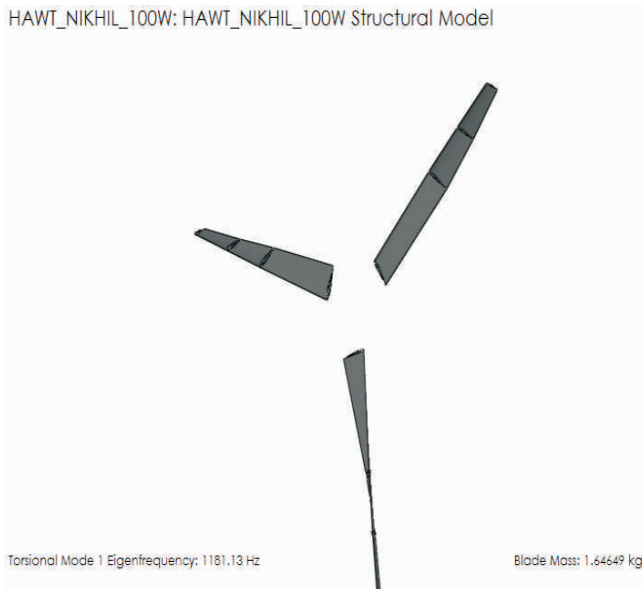 HAWT_NIKHIL_100W: HAWT_NIKHIL_100W Structural Model
Torsional Mode 1 Eigenfrequency: 1181.13 Hz
Blade Mass: 1.64649 kg